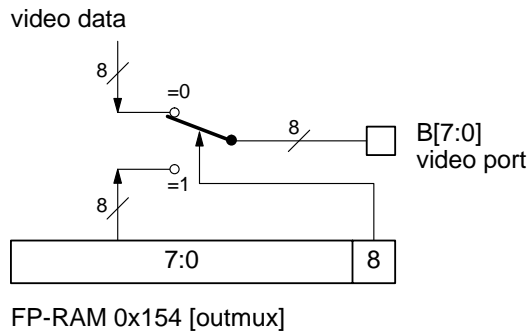 video data
8
=0
8
B[7:0]
video port
=1
8
7:0
8
FP-RAM 0x154 [outmux]